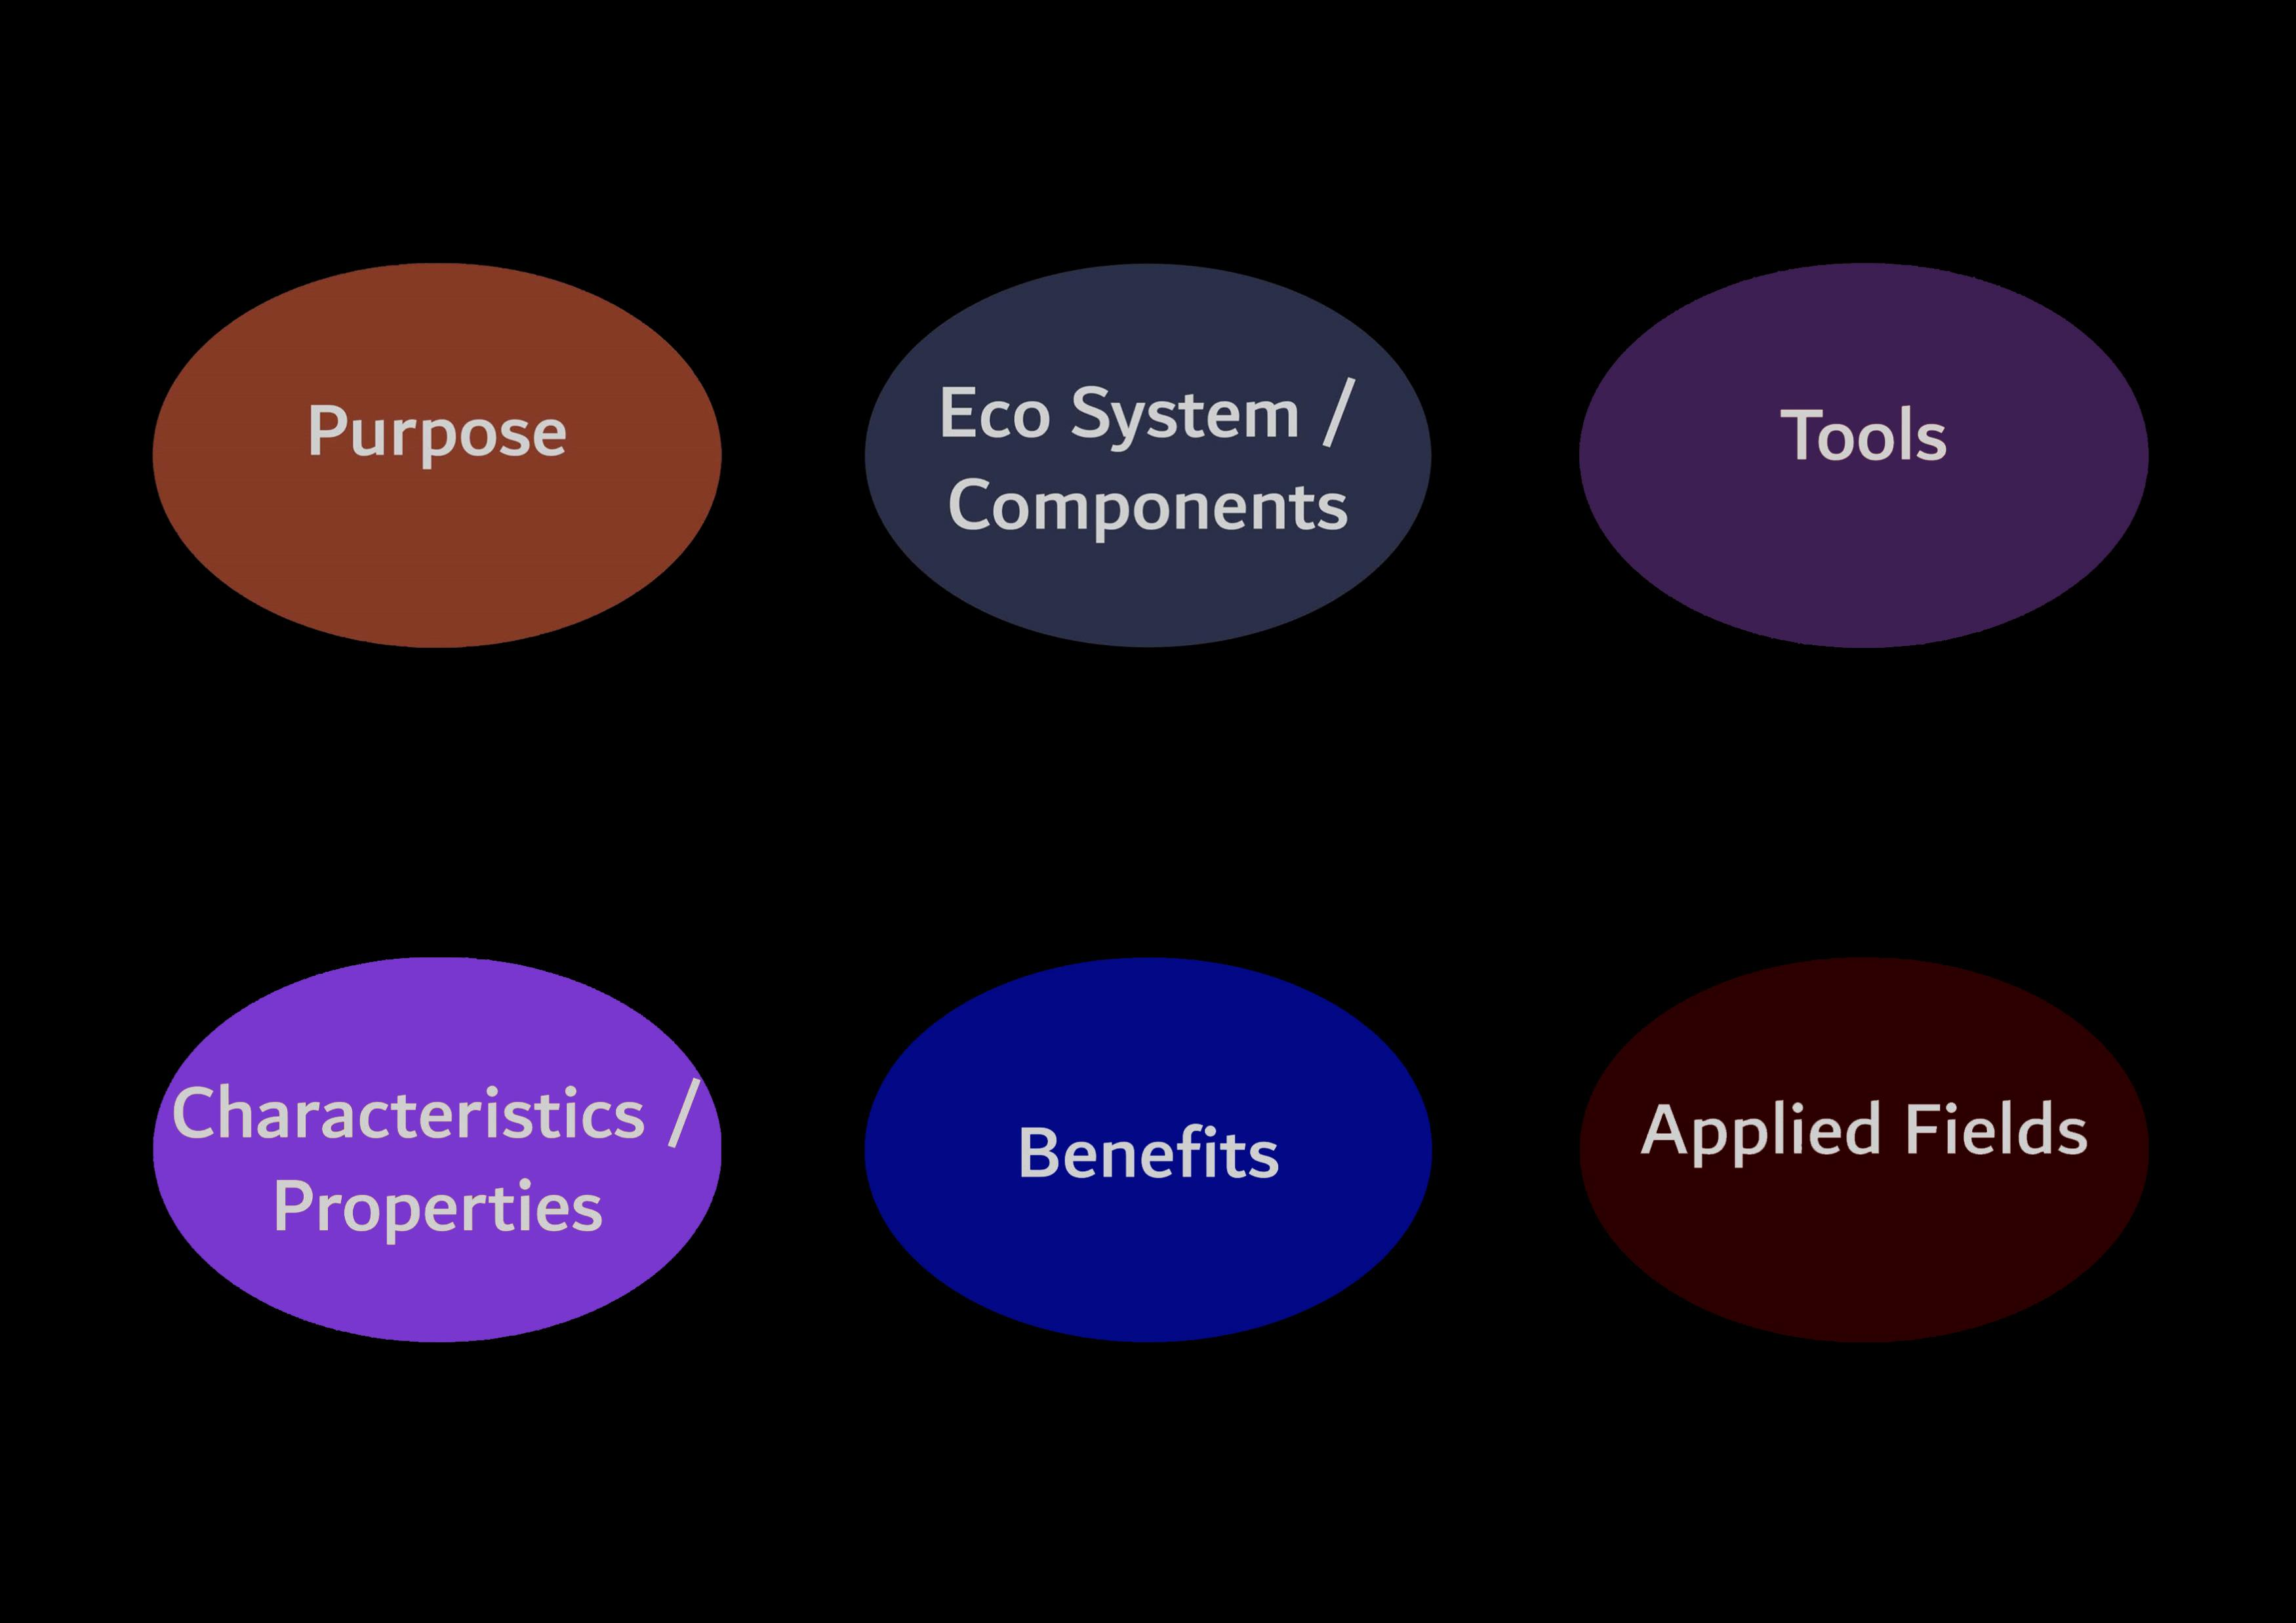 Purpose
Eco System /
Components
Tools
Characteristics /
Properties
Benefits
Applied Fields